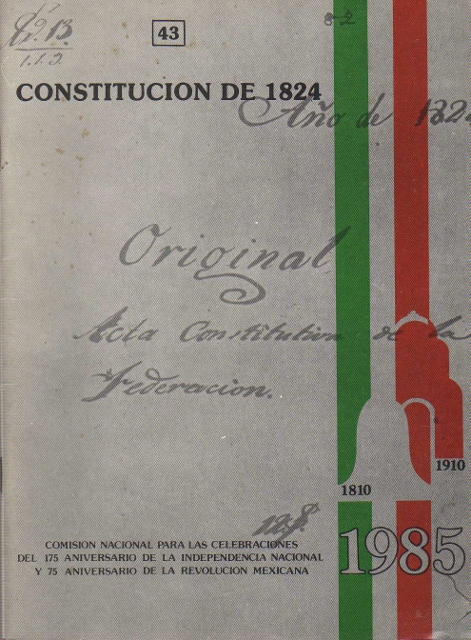 43
CONSTITUCION DE 1824
Año de 182
Original
Acta Constitutiva de la
Federacion.
1910
1810
1985
COMISION NACIONAL PARA LAS CELEBRACIONES
DEL 175 ANIVERSARIO DE LA INDEPENDENCIA NACIONAL
Y 75 ANIVERSARIO DE LA REVOLUCION MEXICANA